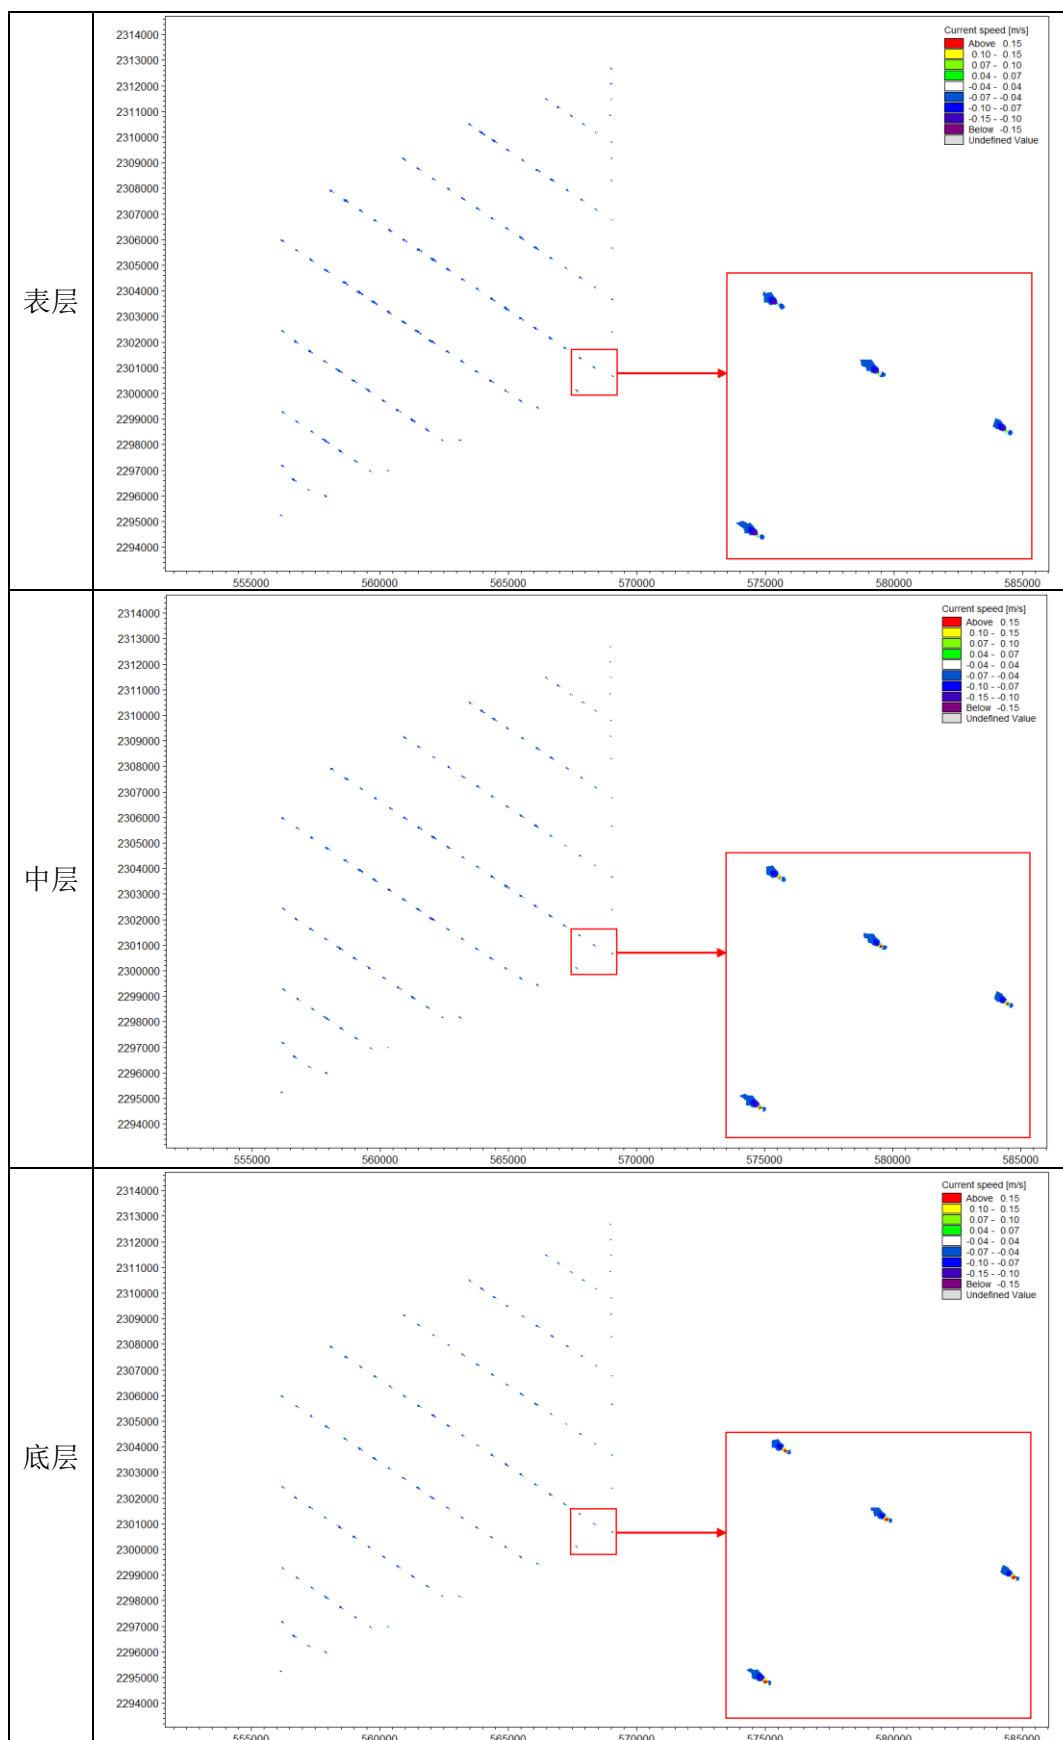 表层
2314000
2313000
2312000
2311000
2310000
2309000
2308000
2307000
2306000
2305000
2304000
2303000
2302000
2301000
2300000
2299000
2298000
2297000
2296000
2295000
2294000
555000 560000 565000 570000 575000 580000 585000
Current speed [m/s]
Above 0.15
0.10 - 0.15
0.07 - 0.10
0.04 - 0.07
-0.04 - 0.04
-0.07 - -0.04
-0.10 - -0.07
-0.15 - -0.10
Below -0.15
Undefined Value
中层
2314000
2313000
2312000
2311000
2310000
2309000
2308000
2307000
2306000
2305000
2304000
2303000
2302000
2301000
2300000
2299000
2298000
2297000
2296000
2295000
2294000
555000 560000 565000 570000 575000 580000 585000
Current speed [m/s]
Above 0.15
0.10 - 0.15
0.07 - 0.10
0.04 - 0.07
-0.04 - 0.04
-0.07 - -0.04
-0.10 - -0.07
-0.15 - -0.10
Below -0.15
Undefined Value
底层
2314000
2313000
2312000
2311000
2310000
2309000
2308000
2307000
2306000
2305000
2304000
2303000
2302000
2301000
2300000
2299000
2298000
2297000
2296000
2295000
2294000
555000 560000 565000 570000 575000 580000 585000
Current speed [m/s]
Above 0.15
0.10 - 0.15
0.07 - 0.10
0.04 - 0.07
-0.04 - 0.04
-0.07 - -0.04
-0.10 - -0.07
-0.15 - -0.10
Below -0.15
Undefined Value